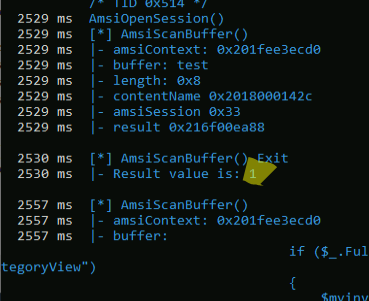 /* TID 0x514 */
2529 ms AmsiOpenSession()
2529 ms [*] AmsiScanBuffer()
2529 ms |- amsiContext: 0x201fee3ecd0
2529 ms |- buffer: test
2529 ms |- length: 0x8
2529 ms |- contentName 0x2018000142c
2529 ms |- amsiSession 0x33
2529 ms |- result 0x216f00ea88
2530 ms [*] AmsiScanBuffer() Exit
2530 ms |- Result value is: 1
2557 ms [*] AmsiScanBuffer()
2557 ms |- amsiContext: 0x201fee3ecd0
2557 ms |- buffer:
if ($_.Ful
tegoryView")
{
$myinv